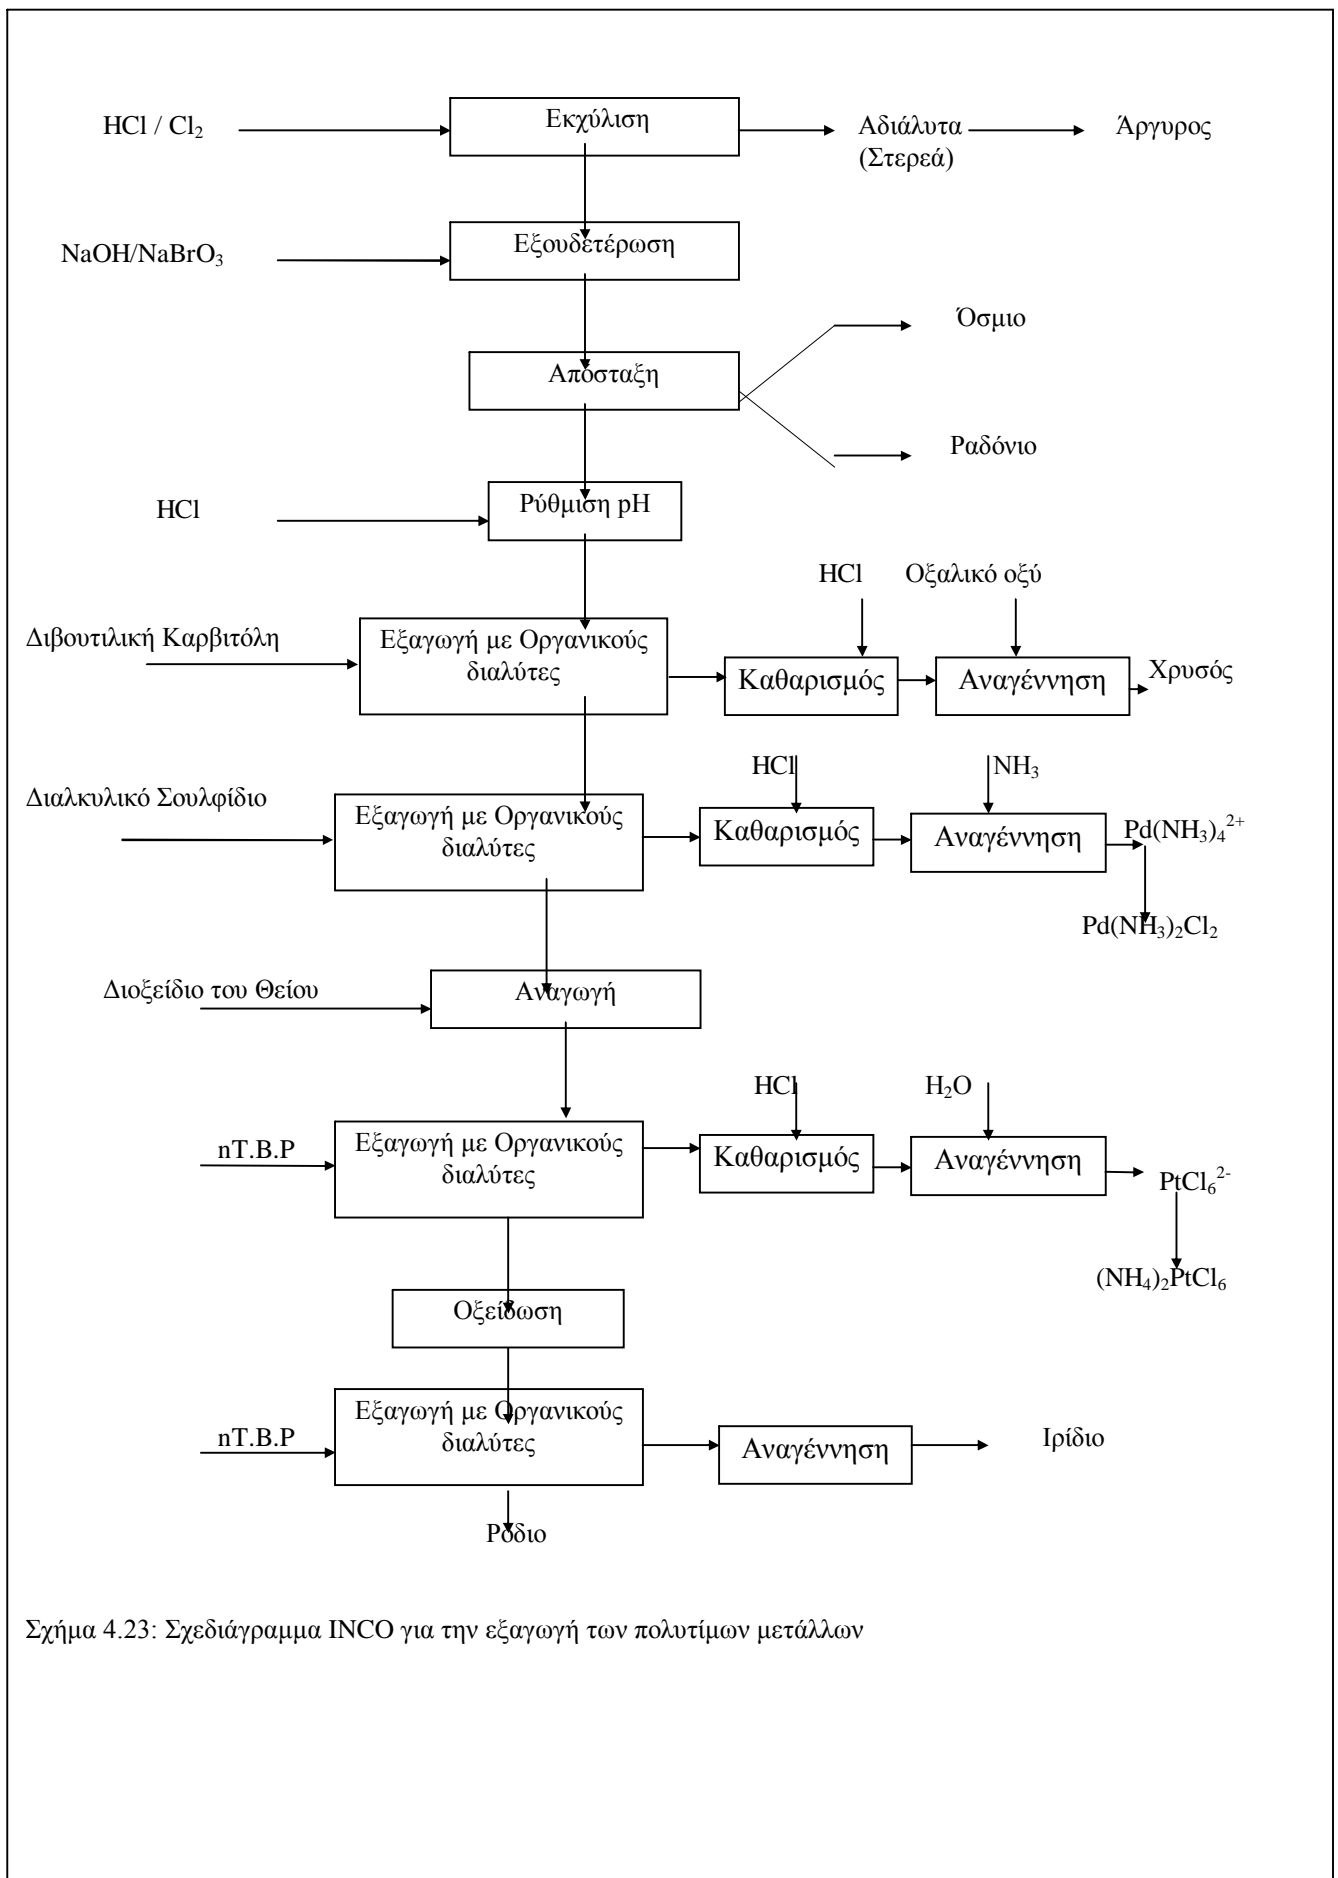 HCl / Cl₂
Εκχύλιση
Αδιάλυτα
(Στερεά)
Άργυρος
NaOH/NaBrO₃
Εξουδετέρωση
Όσμιο
Απόσταξη
Ραδόνιο
HCl
Ρύθμιση pH
HCl
Οξαλικό οξύ
Διβουτιλική Καρβιτόλη
Εξαγωγή με Οργανικούς
διαλύτες
Καθαρισμός
Αναγέννηση
Χρυσός
HCl
NH₃
Διαλκυλικό Σουλφίδιο
Εξαγωγή με Οργανικούς
διαλύτες
Καθαρισμός
Αναγέννηση
Pd(NH₃)₄²⁺
Pd(NH₃)₂Cl₂
Διοξείδιο του Θείου
Αναγωγή
HCl
H₂O
nT.B.P
Εξαγωγή με Οργανικούς
διαλύτες
Καθαρισμός
Αναγέννηση
PtCl₆²⁻
(NH₄)₂PtCl₆
Οξείδωση
nT.B.P
Εξαγωγή με Οργανικούς
διαλύτες
Αναγέννηση
Ιρίδιο
Ρόδιο
Σχήμα 4.23: Σχεδιάγραμμα INCO για την εξαγωγή των πολυτίμων μετάλλων